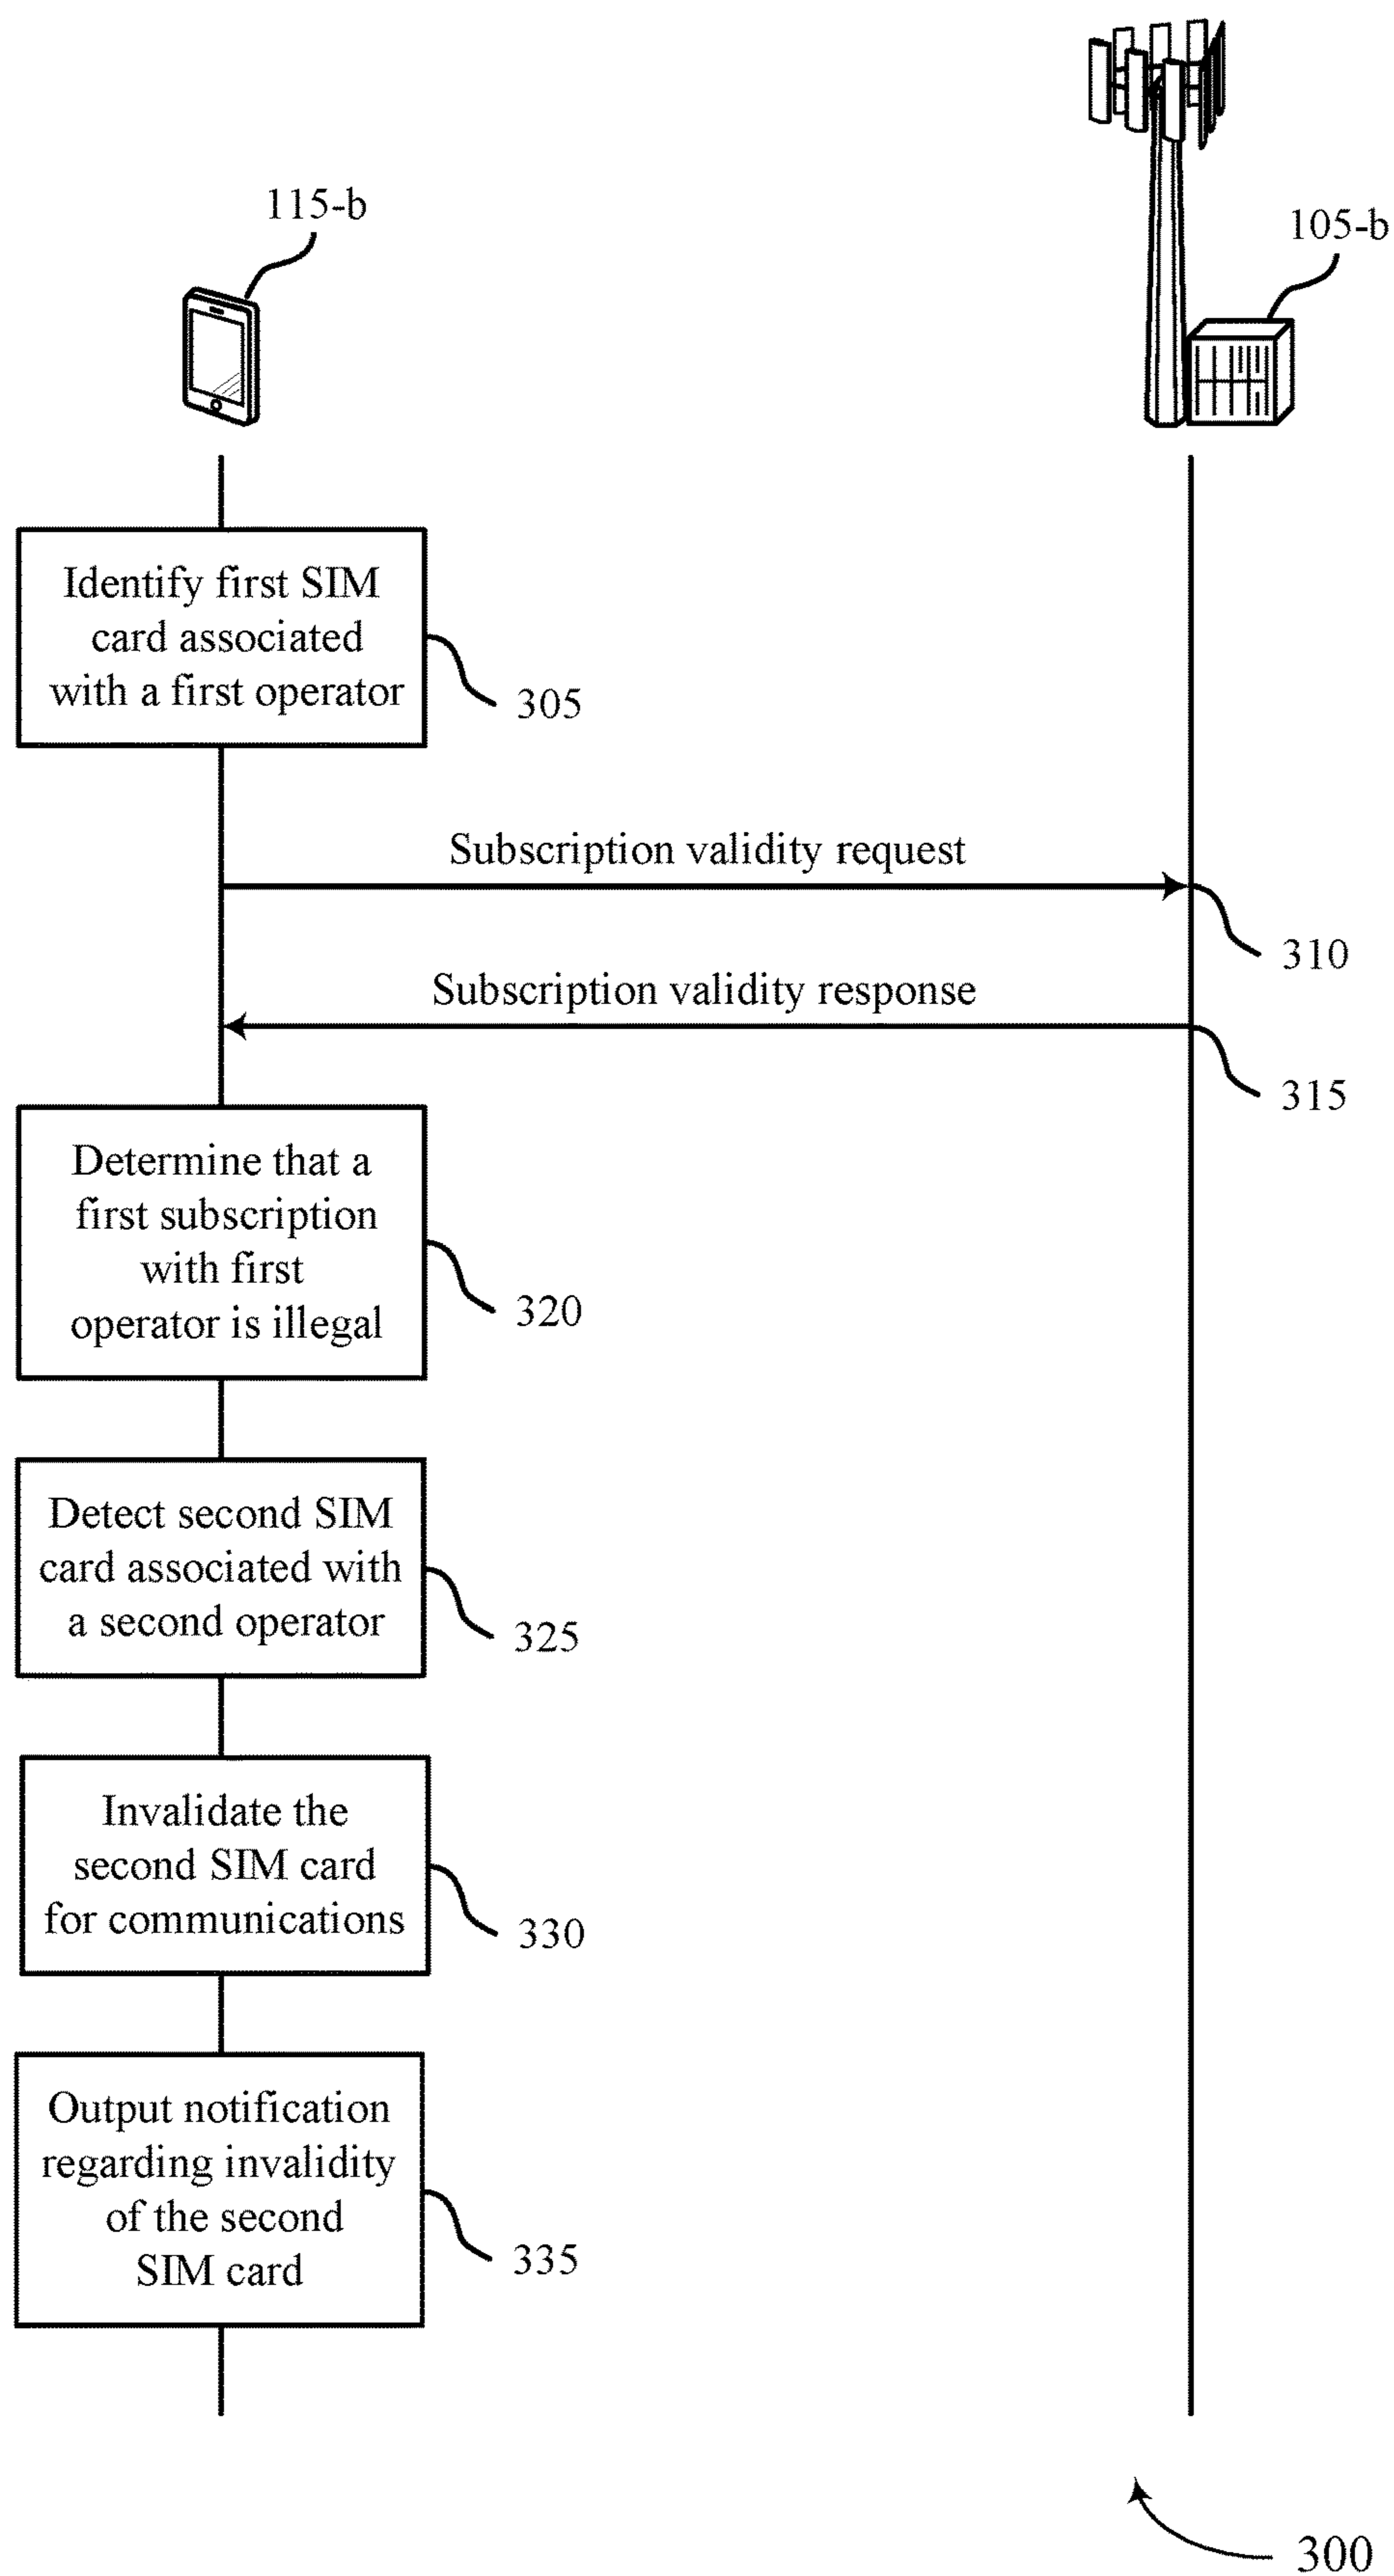 115-b
105-b
Identify first SIM
card associated
with a first operator
305
Subscription validity request
310
Subscription validity response
315
Determine that a
first subscription
with first
operator is illegal
320
Detect second SIM
card associated with
a second operator
325
Invalidate the
second SIM card
for communications
330
Output notification
regarding invalidity
of the second
SIM card
335
300